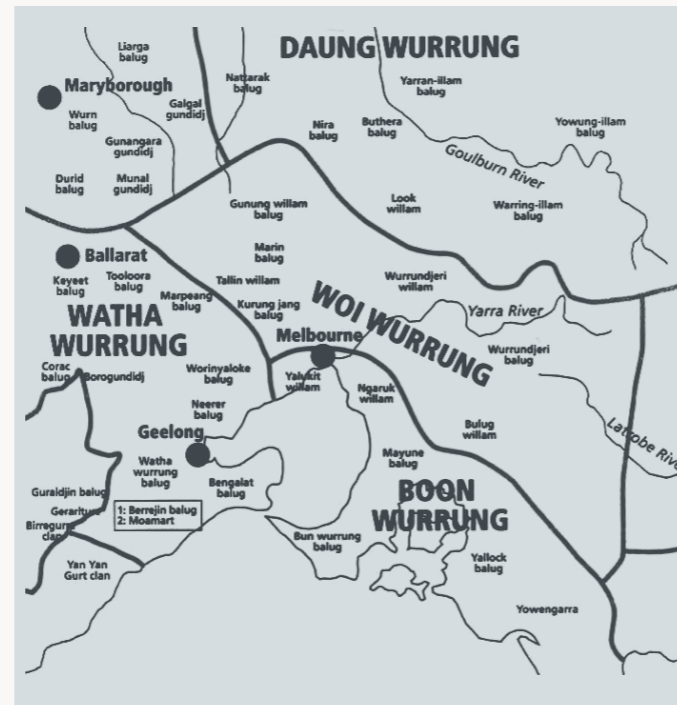 DAUNG WURRUNG
Liarga
balug
Maryborough
Nattarak
balug
Yarran-illam
balug
Galgal
gundidj
Wurn
balug
Nira
balug
Buthera
balug
Yowung-illam
balug
Gunangara
gundidj
Goulburn River
Durid
balug
Munal
gundidj
Gunung willam
balug
Look
willam
Warring-illam
balug
Ballarat
Marin
balug
Keyeet
balug
Tooloora
balug
Marpeang
balug
Tallin willam
Wurrundjeri
willam
Kurung jang
balug
WOI WURRUNG
Yarra River
WATHA
WURRUNG
Melbourne
Wurrundjeri
balug
Corac
balug
Borogundidj
Worinyaloke
balug
Yalukit
willam
Ngaruk
willam
Neerer
balug
Latrobe River
Geelong
Bulug
willam
Watha
wurrung
balug
Mayune
balug
Bengalat
balug
BOON
WURRUNG
Guraldjin balug
Gerariture
Birregurra
clan
1: Berrejin balug
2: Moamart
Bun wurrung
balug
Yan Yan
Gurt clan
Yallock
balug
Yowengarra